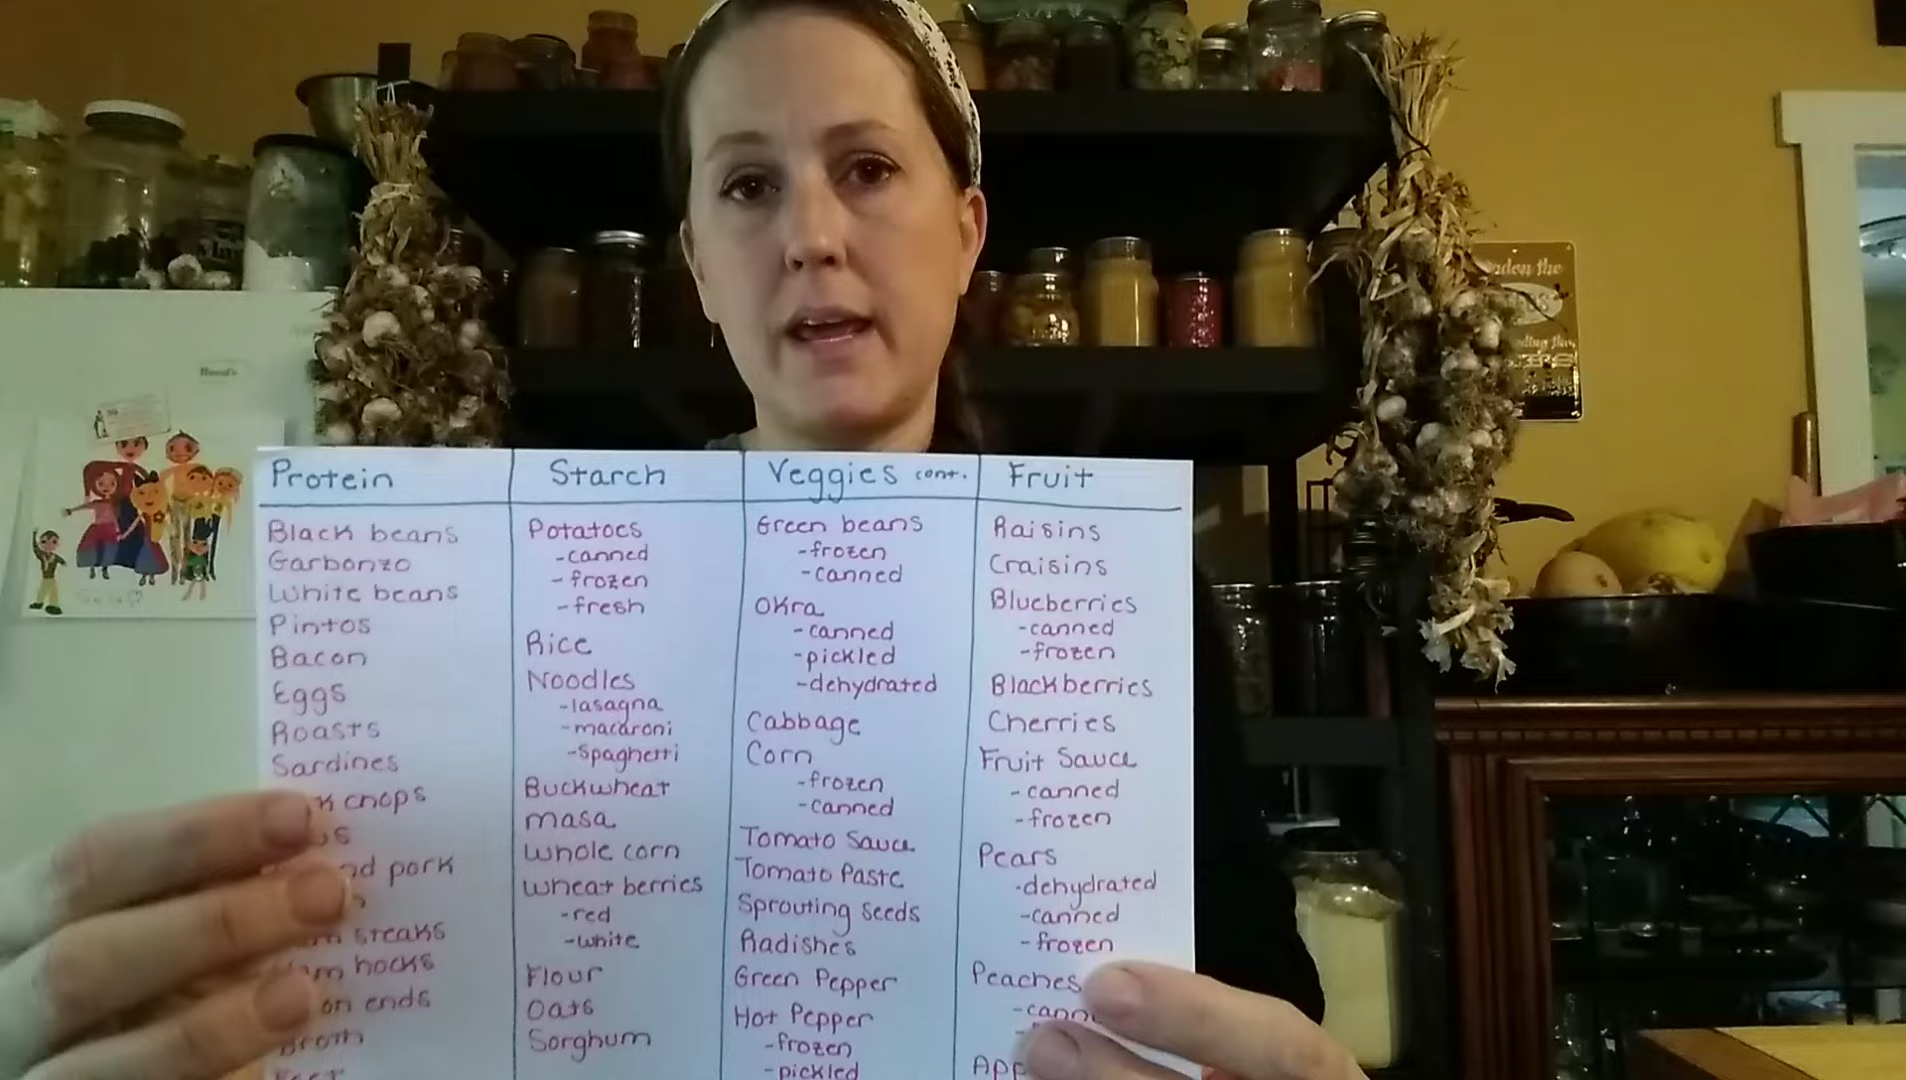 Protein
Black beans
Garbonzo
White beans
Pintos
Bacon
Eggs
Roasts
Sardines
chops
pork
steaks
hocks
ends
Broth
Starch
Potatoes
-canned
-frozen
-fresh
Rice
Noodles
-lasagna
-macaroni
-spaghetti
Buckwheat
masa
whole corn
wheat berries
-red
-white
Flour
Oats
Sorghum
Veggies cont.
Green beans
-frozen
-canned
Okra
-canned
-pickled
-dehydrated
Cabbage
Corn
-frozen
-canned
Tomato Sauce
Tomato Paste
Sprouting Seeds
Radishes
Green Pepper
Hot Pepper
-frozen
-pickled
Fruit
Raisins
Craisins
Blueberries
-canned
-frozen
Blackberries
Cherries
Fruit Sauce
-canned
-frozen
Pears
-dehydrated
-canned
-frozen
Peaches